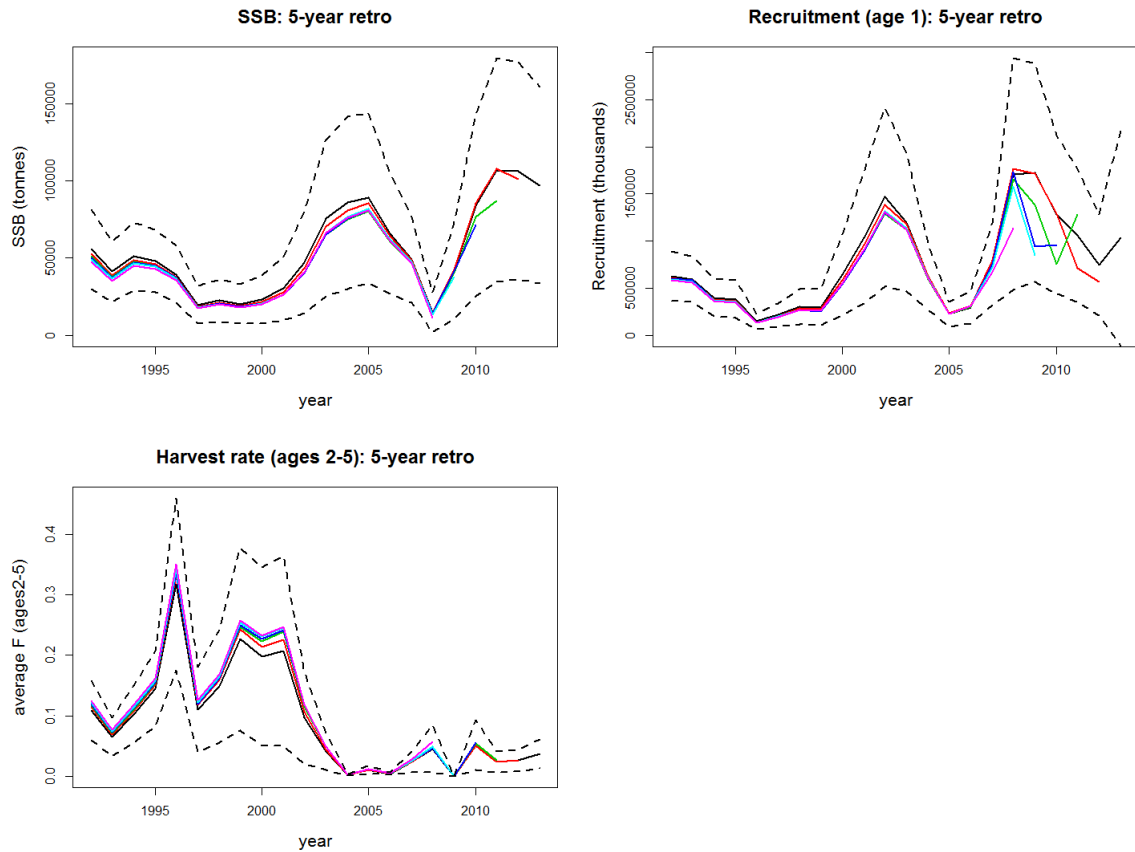 SSB: 5-year retro
SSB (tonnes)
150000
100000
50000
0
1995
2000
2005
2010
year
Recruitment (age 1): 5-year retro
Recruitment (thousands)
2500000
1500000
500000
0
1995
2000
2005
2010
year
Harvest rate (ages 2-5): 5-year retro
average F (ages2-5)
0.4
0.3
0.2
0.1
0.0
1995
2000
2005
2010
year